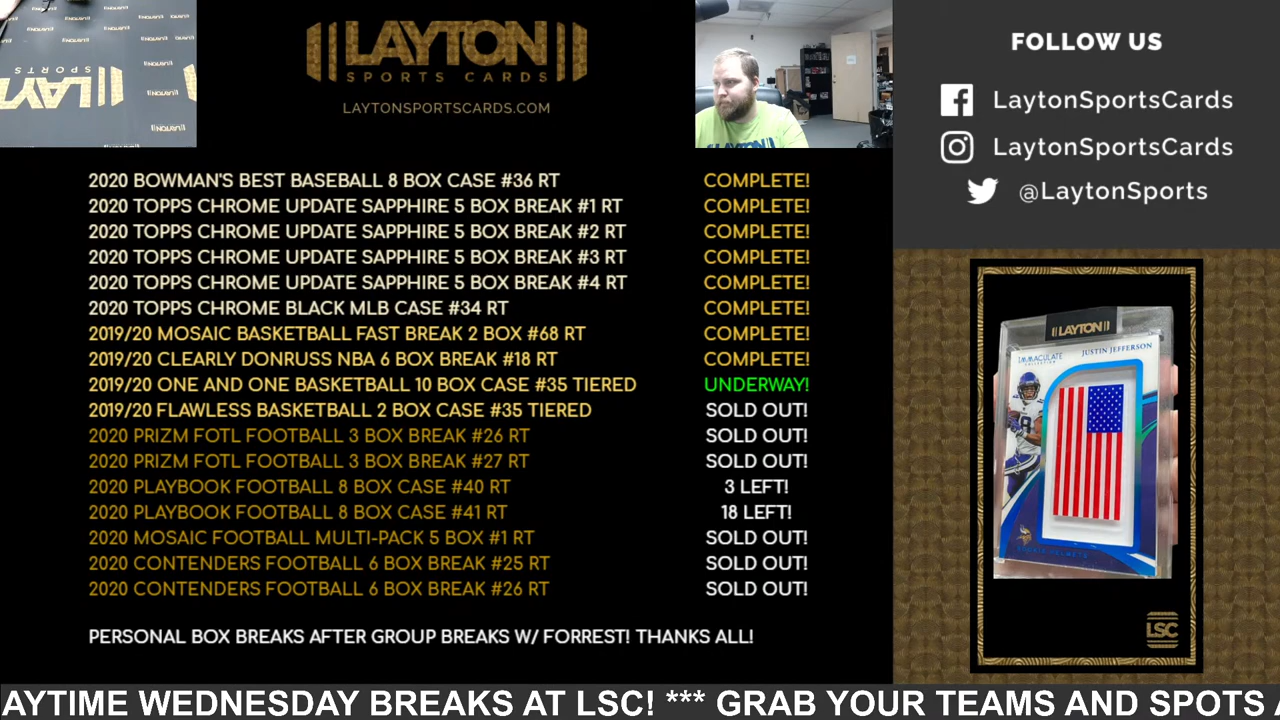 LAYTON
SPORTS CARDS
LAYTONSPORTSCARDS.COM
LAYTON
SPORTS
LAYTON
FOLLOW US
LaytonSportsCards
LaytonSportsCards
@LaytonSports
2020 BOWMAN'S BEST BASEBALL 8 BOX CASE #36 RT COMPLETE!
2020 TOPPS CHROME UPDATE SAPPHIRE 5 BOX BREAK #1 RT COMPLETE!
2020 TOPPS CHROME UPDATE SAPPHIRE 5 BOX BREAK #2 RT COMPLETE!
2020 TOPPS CHROME UPDATE SAPPHIRE 5 BOX BREAK #3 RT COMPLETE!
2020 TOPPS CHROME UPDATE SAPPHIRE 5 BOX BREAK #4 RT COMPLETE!
2020 TOPPS CHROME BLACK MLB CASE #34 RT COMPLETE!
2019/20 MOSAIC BASKETBALL FAST BREAK 2 BOX #68 RT COMPLETE!
2019/20 CLEARLY DONRUSS NBA 6 BOX BREAK #18 RT COMPLETE!
2019/20 ONE AND ONE BASKETBALL 10 BOX CASE #35 TIERED UNDERWAY!
2019/20 FLAWLESS BASKETBALL 2 BOX CASE #35 TIERED SOLD OUT!
2020 PRIZM FOTL FOOTBALL 3 BOX BREAK #26 RT SOLD OUT!
2020 PRIZM FOTL FOOTBALL 3 BOX BREAK #27 RT SOLD OUT!
2020 PLAYBOOK FOOTBALL 8 BOX CASE #40 RT 3 LEFT!
2020 PLAYBOOK FOOTBALL 8 BOX CASE #41 RT 18 LEFT!
2020 MOSAIC FOOTBALL MULTI-PACK 5 BOX #1 RT SOLD OUT!
2020 CONTENDERS FOOTBALL 6 BOX BREAK #25 RT SOLD OUT!
2020 CONTENDERS FOOTBALL 6 BOX BREAK #26 RT SOLD OUT!
PERSONAL BOX BREAKS AFTER GROUP BREAKS W/ FORREST! THANKS ALL!
LAYTON
IMMACULATE
COLLECTION
JUSTIN JEFFERSON
LSC
AYTIME WEDNESDAY BREAKS AT LSC! *** GRAB YOUR TEAMS AND SPOTS A